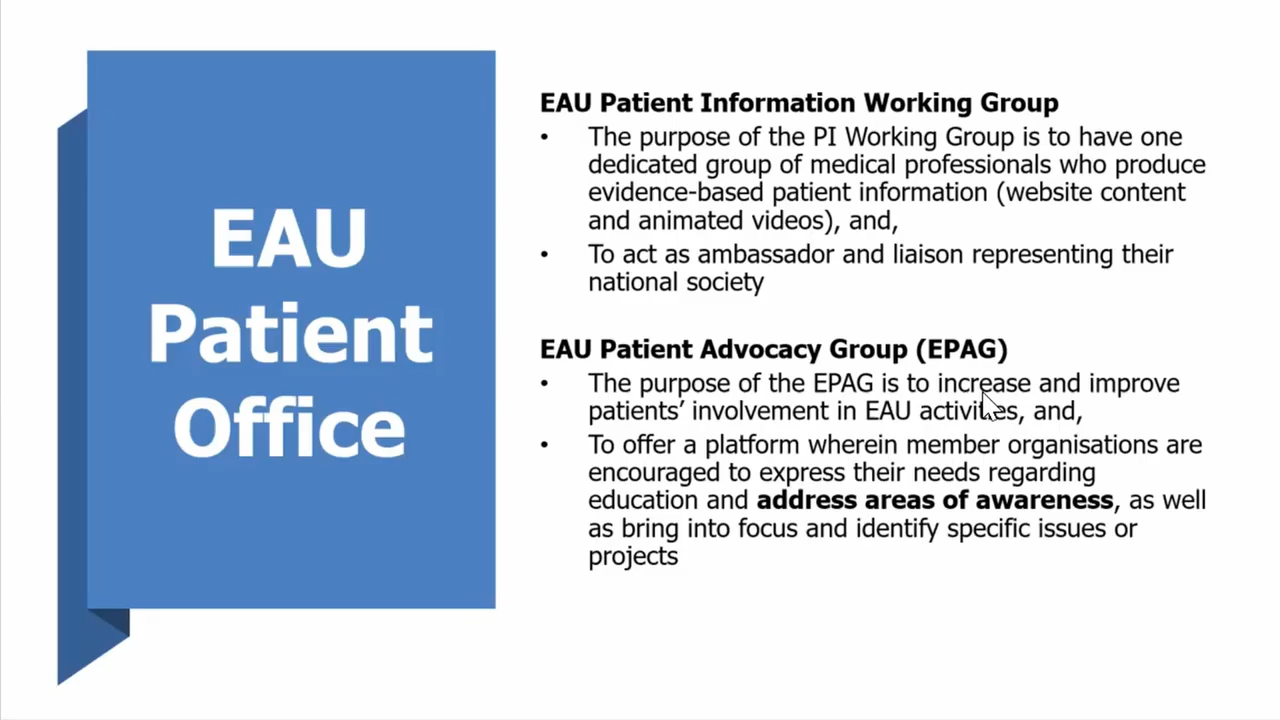 EAU
Patient
Office
EAU Patient Information Working Group
• The purpose of the PI Working Group is to have one
dedicated group of medical professionals who produce
evidence-based patient information (website content
and animated videos), and,
• To act as ambassador and liaison representing their
national society
EAU Patient Advocacy Group (EPAG)
• The purpose of the EPAG is to increase and improve
patients’ involvement in EAU activities, and,
• To offer a platform wherein member organisations are
encouraged to express their needs regarding
education and address areas of awareness, as well
as bring into focus and identify specific issues or
projects